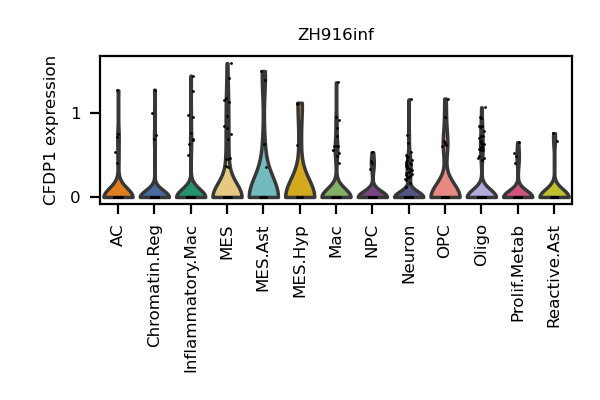 ZH916inf
CFDP1 expression
1
0
AC
Chromatin.Reg
Inflammatory.Mac
MES
MES.Ast
MES.Hyp
Mac
NPC
Neuron
OPC
Oligo
Prolif.Metab
Reactive.Ast